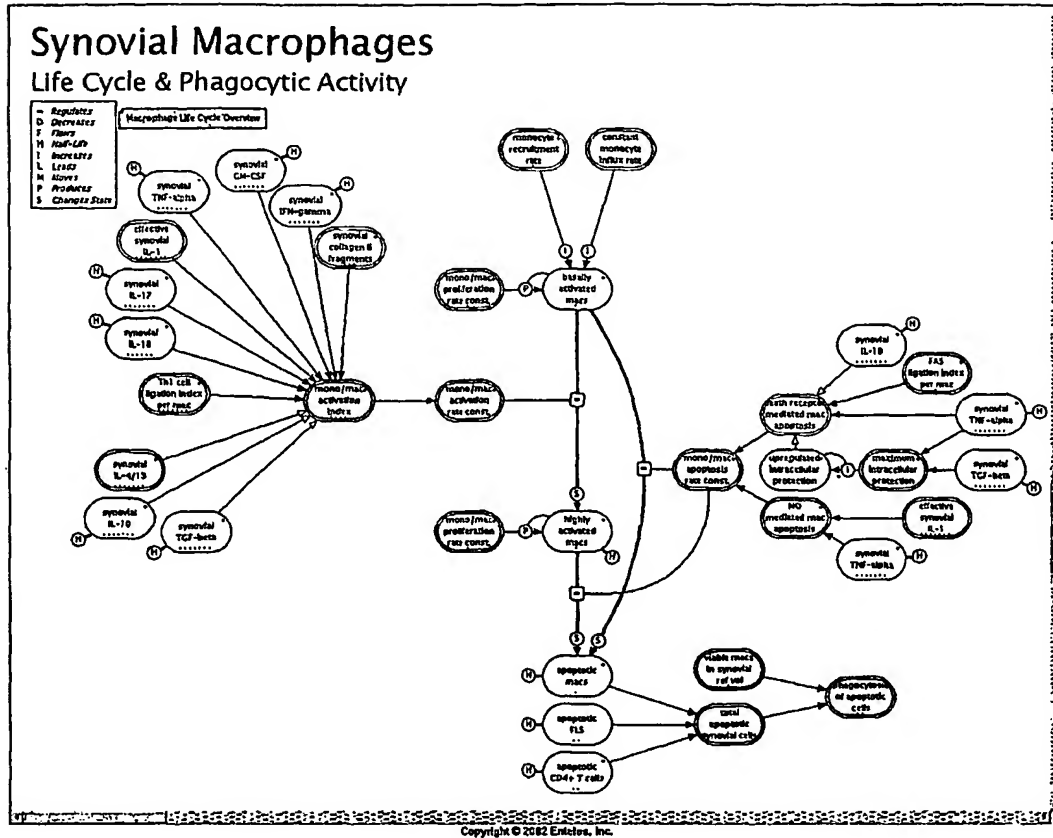 Synovial Macrophages
Life Cycle & Phagocytic Activity
– Regulates
D Decreases
F Flows
H Half-Life
I Increases
L Leads
M Moves
P Produces
S Changes State
Macrophage Life Cycle Overview
monocyte
recruitment
rate
constant
monocyte
influx rate
H
synovial
GM-CSF
H
synovial
TNF-alpha
H
synovial
IFN-gamma
effective
synovial
IL-1
synovial
collagen II
fragments
I
I
H
synovial
IL-17
mono/mac
proliferation
rate const.
P
basally
activated
macs
H
synovial
IL-18
H
synovial
IL-10
FAS
ligation index
per mac
Th1 cell
ligation index
per mac
mono/mac
activation
index
mono/mac
activation
rate const.
–
death receptor
mediated mac
apoptosis
synovial
TNF-alpha
H
synovial
IL-4/13
–
mono/mac
apoptosis
rate const.
upregulated
intracellular
protection
I
maximum
intracellular
protection
synovial
TGF-beta
H
synovial
IL-10
H
synovial
TGF-beta
H
S
mono/mac
proliferation
rate const.
P
highly
activated
macs
H
NO
mediated mac
apoptosis
effective
synovial
IL-1
synovial
TNF-alpha
H
–
S
S
H
apoptotic
macs
viable macs
in synovial
ref vol
phagocytosis
of apoptotic
cells
H
apoptotic
FLS
total
apoptotic
synovial cells
H
apoptotic
CD4+ T cells
Copyright © 2002 Entelos, Inc.